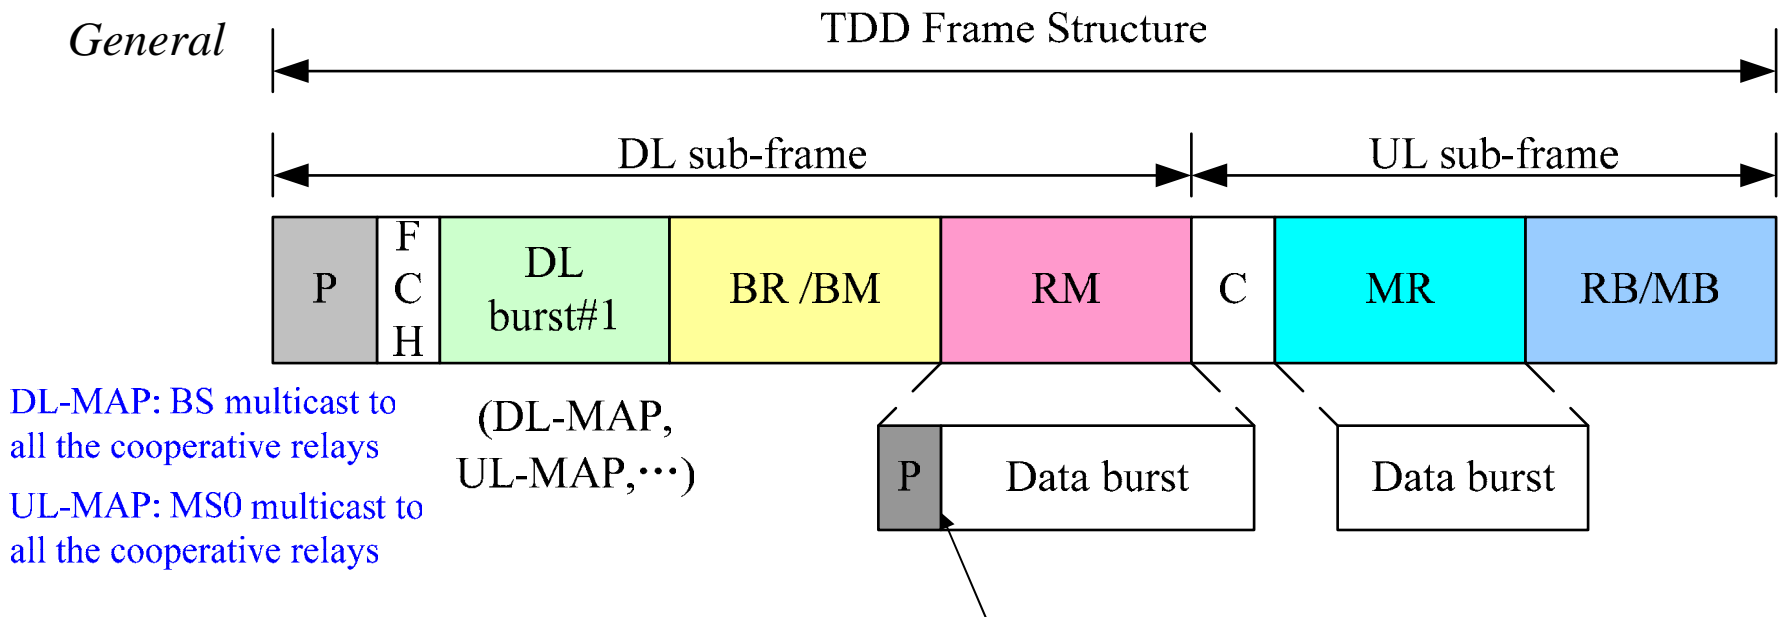 General
TDD Frame Structure
DL sub-frame
UL sub-frame
P
F
C
H
DL
burst#1
BR /BM
RM
C
MR
RB/MB
DL-MAP: BS multicast to
all the cooperative relays
UL-MAP: MS0 multicast to
all the cooperative relays
(DL-MAP,
UL-MAP,···)
P
Data burst
Data burst